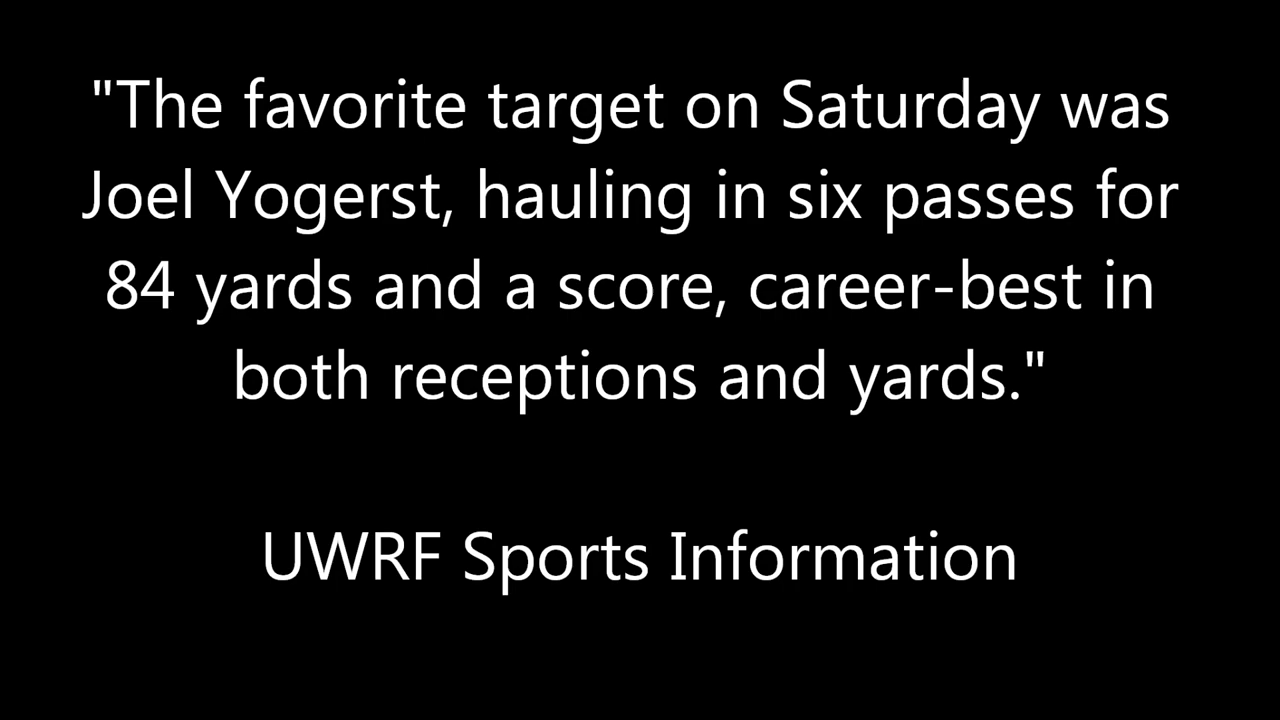 "The favorite target on Saturday was
Joel Yogerst, hauling in six passes for
84 yards and a score, career-best in
both receptions and yards."
UWRF Sports Information